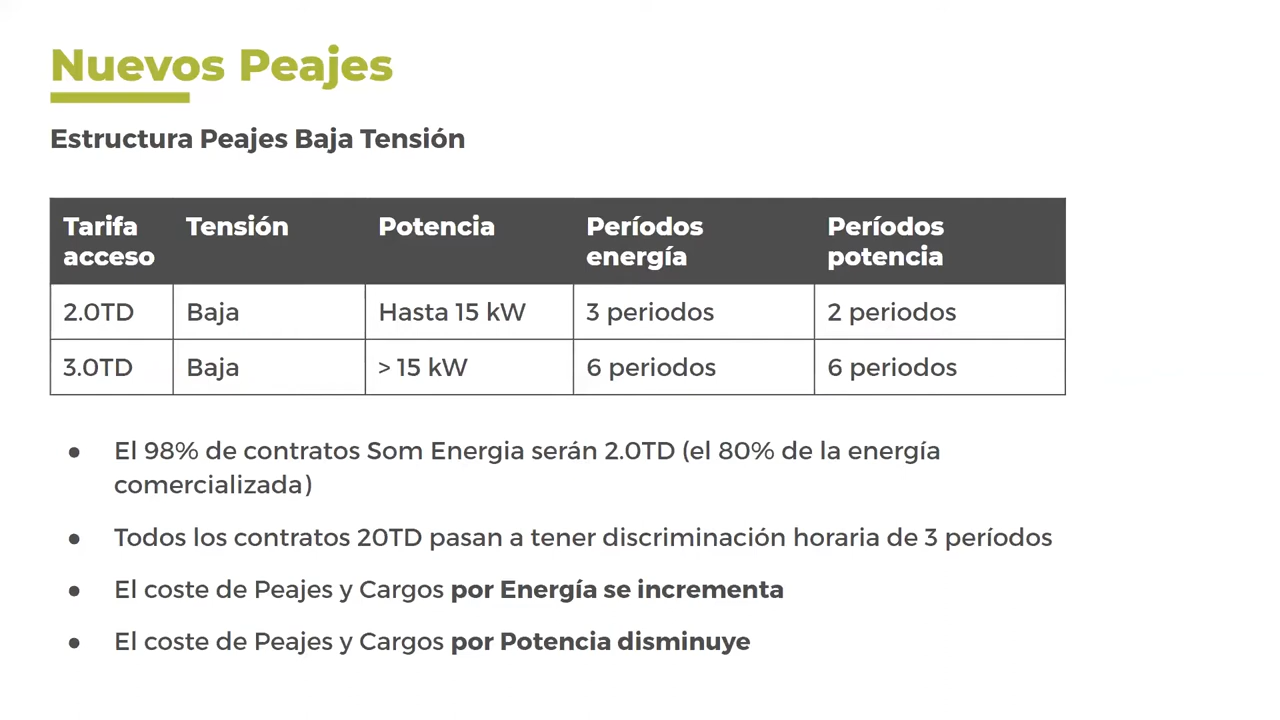 Nuevos Peajes
Estructura Peajes Baja Tensión
Tarifa acceso Tensión Potencia Períodos energía Períodos potencia
2.0TD Baja Hasta 15 kW 3 periodos 2 periodos
3.0TD Baja > 15 kW 6 periodos 6 periodos
● El 98% de contratos Som Energia serán 2.0TD (el 80% de la energía
comercializada)
● Todos los contratos 20TD pasan a tener discriminación horaria de 3 períodos
● El coste de Peajes y Cargos por Energía se incrementa
● El coste de Peajes y Cargos por Potencia disminuye